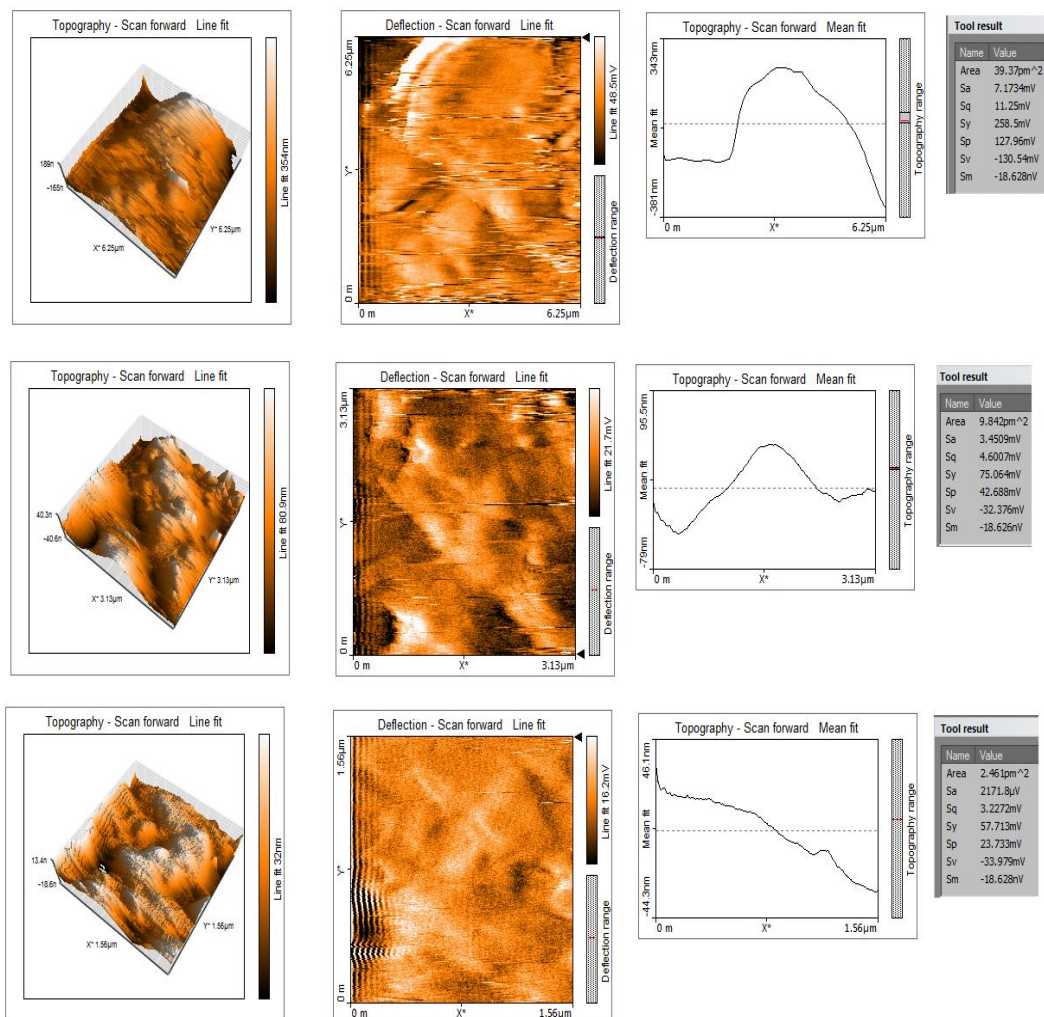 Topography - Scan forward Line fit
189n
-165n
X* 6.25µm
Y* 6.25µm
Line fit 354nm
Deflection - Scan forward Line fit
6.25µm
Y*
0 m
0 m
X*
6.25µm
Line fit 48.5mV
Deflection range
Topography - Scan forward Mean fit
343nm
Mean fit
-381nm
0 m
X*
6.25µm
Topography range
Tool result
Name Value
Area 39.37pm^2
Sa 7.1734mV
Sq 11.25mV
Sy 258.5mV
Sp 127.96mV
Sv -130.54mV
Sm -18.628nV
Topography - Scan forward Line fit
40.3n
-40.6n
X* 3.13µm
Y* 3.13µm
Line fit 80.9nm
Deflection - Scan forward Line fit
3.13µm
Y*
0 m
0 m
X*
3.13µm
Line fit 21.7mV
Deflection range
Topography - Scan forward Mean fit
95.5nm
Mean fit
-79nm
0 m
X*
3.13µm
Topography range
Tool result
Name Value
Area 9.842pm^2
Sa 3.4509mV
Sq 4.6007mV
Sy 75.064mV
Sp 42.688mV
Sv -32.376mV
Sm -18.626nV
Topography - Scan forward Line fit
13.4n
-18.6n
X* 1.56µm
Y* 1.56µm
Line fit 32nm
Deflection - Scan forward Line fit
1.56µm
Y*
0 m
0 m
X*
1.56µm
Line fit 16.2mV
Deflection range
Topography - Scan forward Mean fit
46.1nm
Mean fit
-44.3nm
0 m
X*
1.56µm
Topography range
Tool result
Name Value
Area 2.461pm^2
Sa 2171.8µV
Sq 3.2272mV
Sy 57.713mV
Sp 23.733mV
Sv -33.979mV
Sm -18.628nV